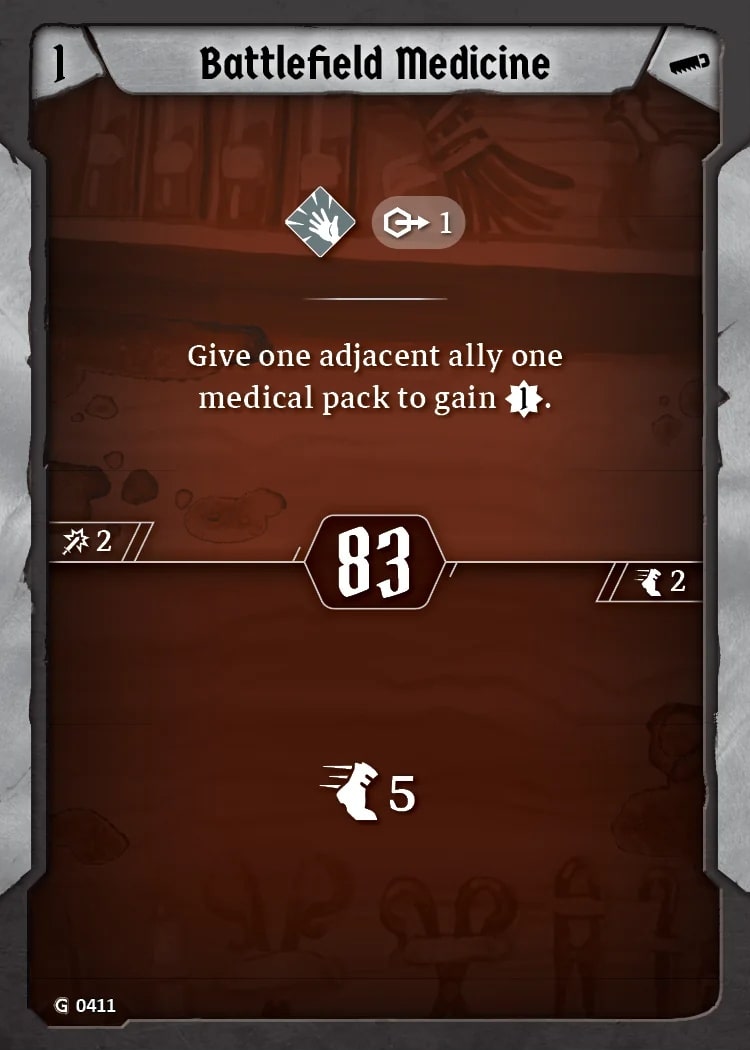 1
Battlefield Medicine
1
Give one adjacent ally one
medical pack to gain 1.
2
83
2
5
G 0411